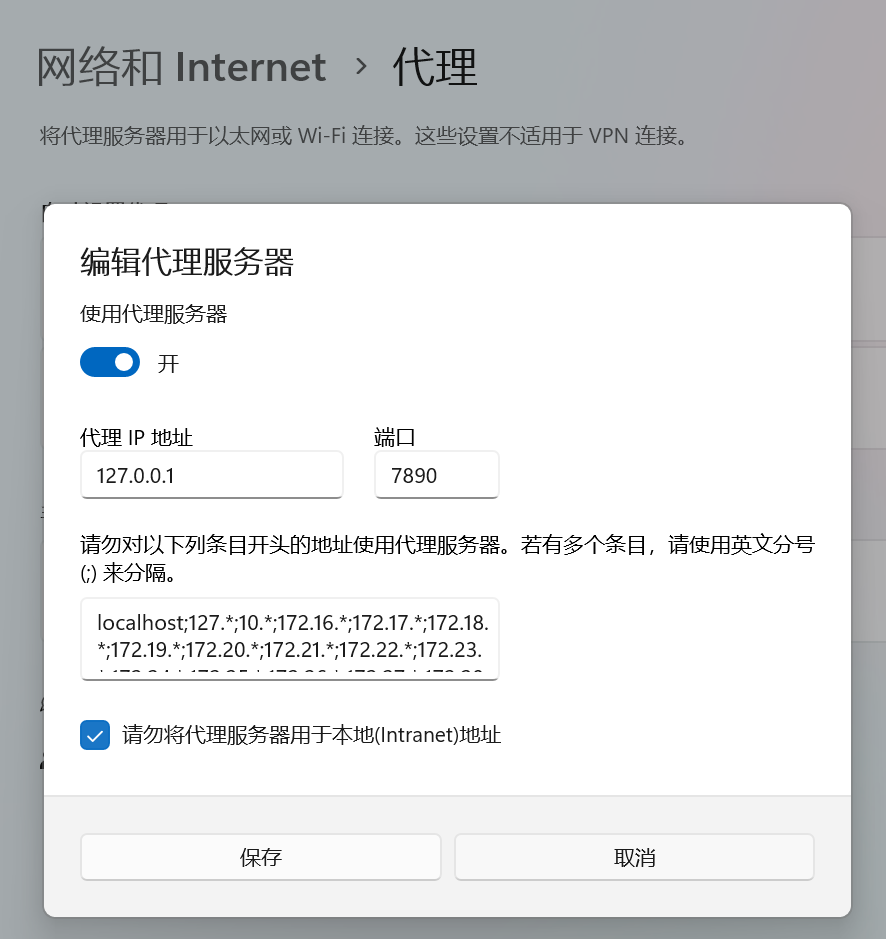 网络和 Internet › 代理
将代理服务器用于以太网或 Wi-Fi 连接。这些设置不适用于 VPN 连接。
编辑代理服务器
使用代理服务器
开
代理 IP 地址 端口
127.0.0.1 7890
请勿对以下列条目开头的地址使用代理服务器。若有多个条目，请使用英文分号
(;) 来分隔。
localhost;127.*;10.*;172.16.*;172.17.*;172.18.
*;172.19.*;172.20.*;172.21.*;172.22.*;172.23.
请勿将代理服务器用于本地(Intranet)地址
保存 取消